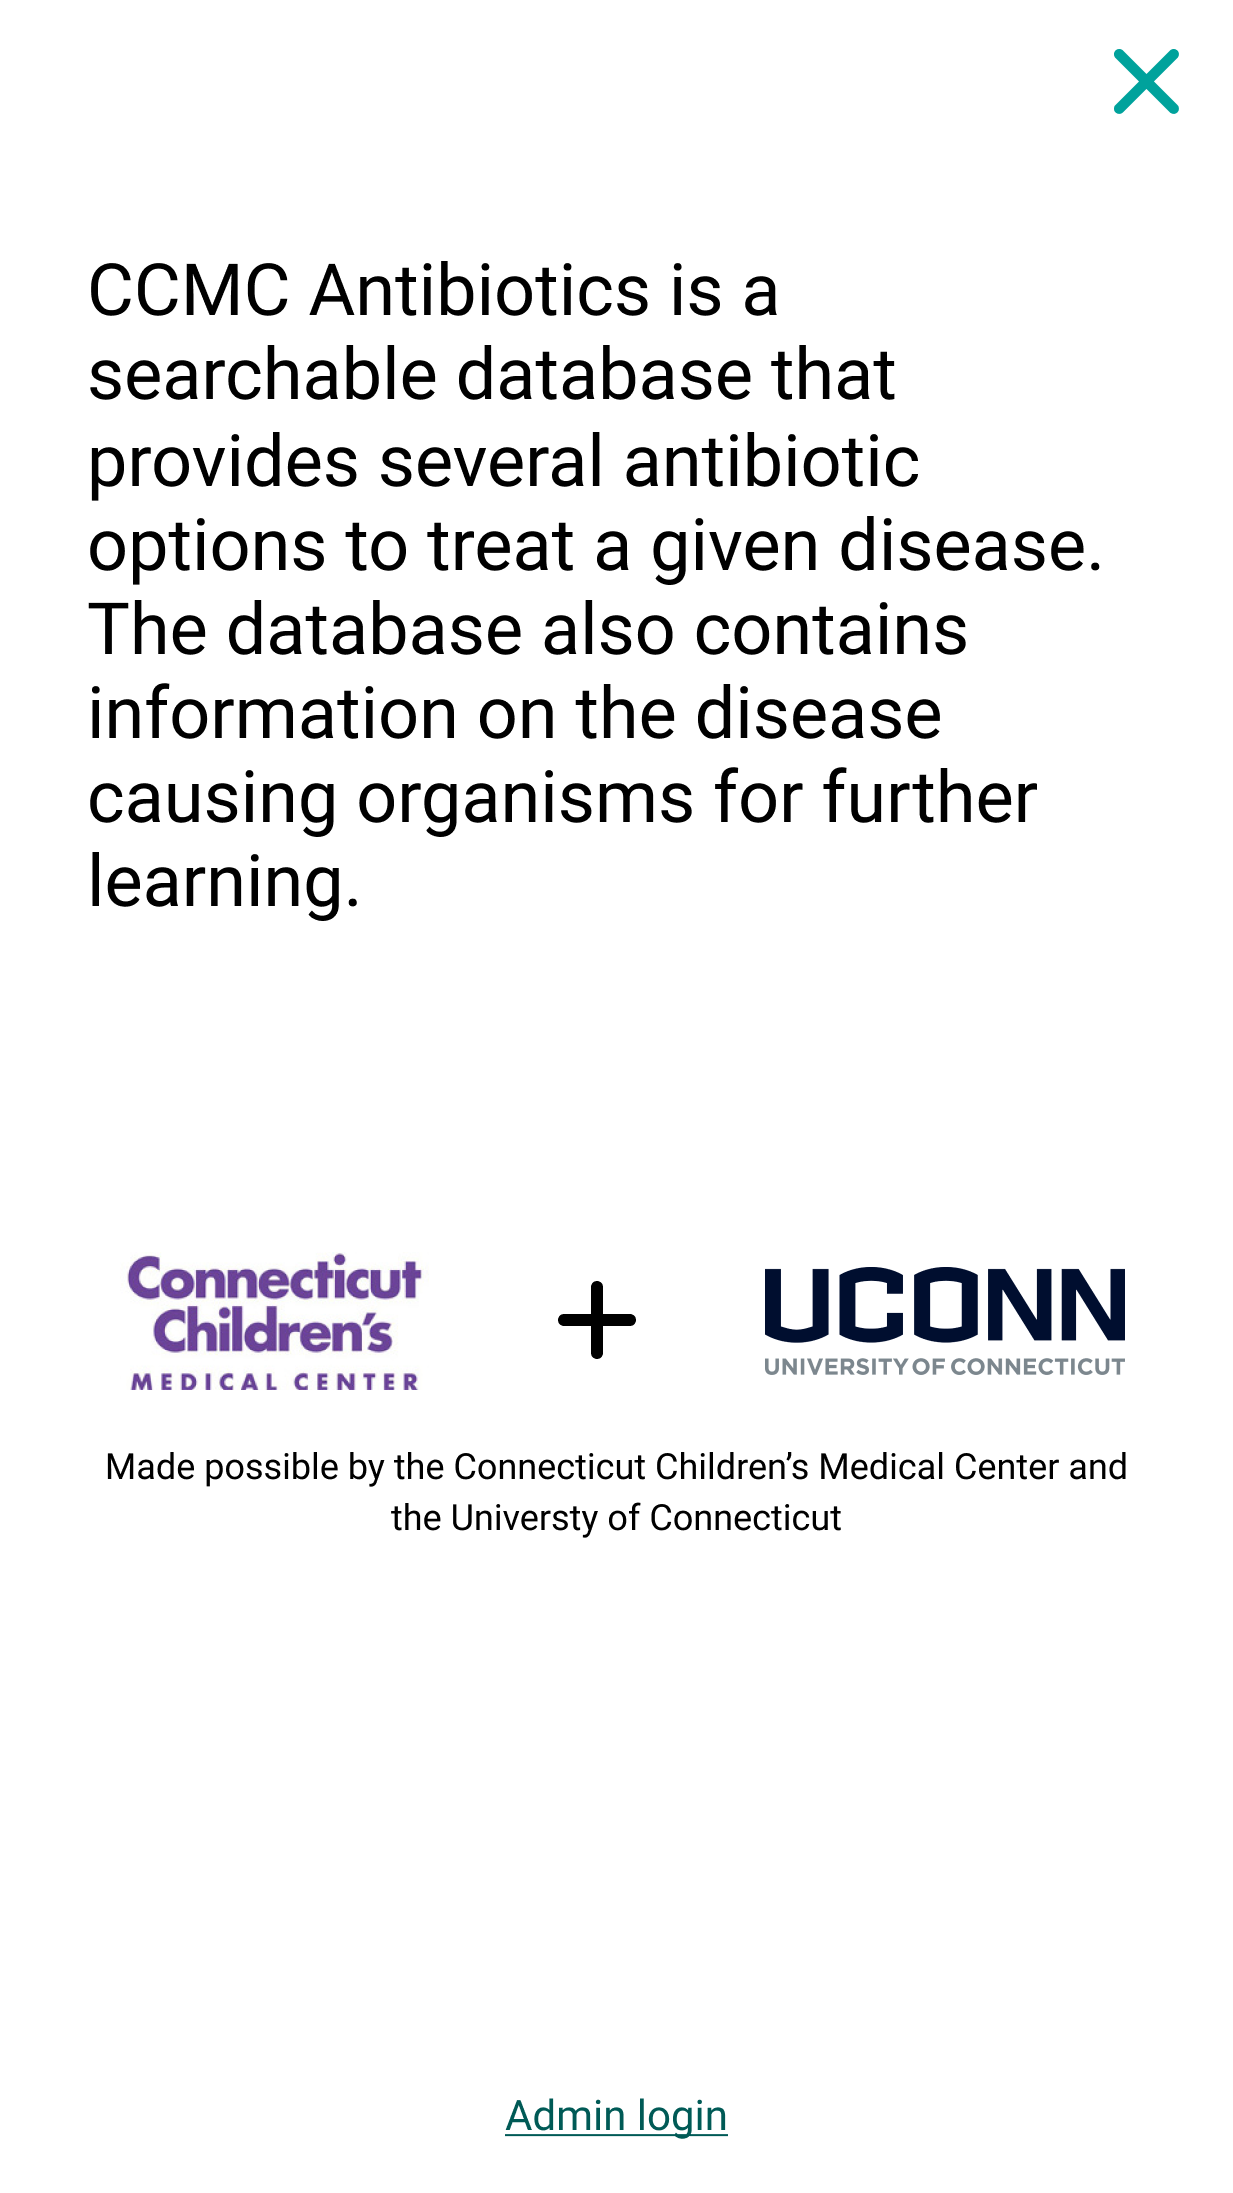 CCMC Antibiotics is a
searchable database that
provides several antibiotic
options to treat a given disease.
The database also contains
information on the disease
causing organisms for further
learning.
Connecticut
Children's
MEDICAL CENTER
UCONN
UNIVERSITY OF CONNECTICUT
Made possible by the Connecticut Children’s Medical Center and
the Universty of Connecticut
Admin login